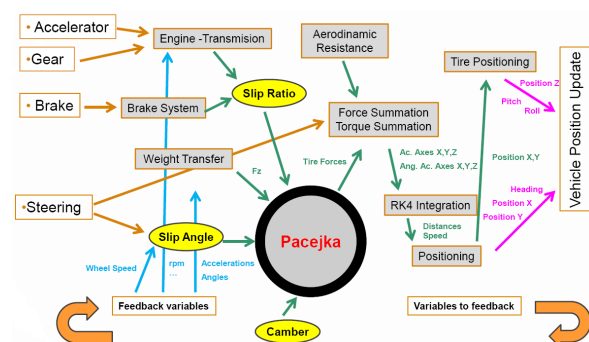 • Accelerator
•Gear
• Brake
•Steering
Engine -Transmision
Brake System
Weight Transfer
Slip Ratio
Slip Angle
Wheel Speed
rpm
...
Accelerations
Angles
Feedback variables
Fz
Pacejka
Camber
Aerodinamic
Resistance
Tire Forces
Force Summation
Torque Summation
Ac. Axes X,Y,Z
Ang. Ac. Axes X,Y,Z
RK4 Integration
Distances
Speed
Positioning
Variables to feedback
Tire Positioning
Position X,Y
Position Z
Pitch
Roll
Heading
Position X
Position Y
Vehicle Position Update